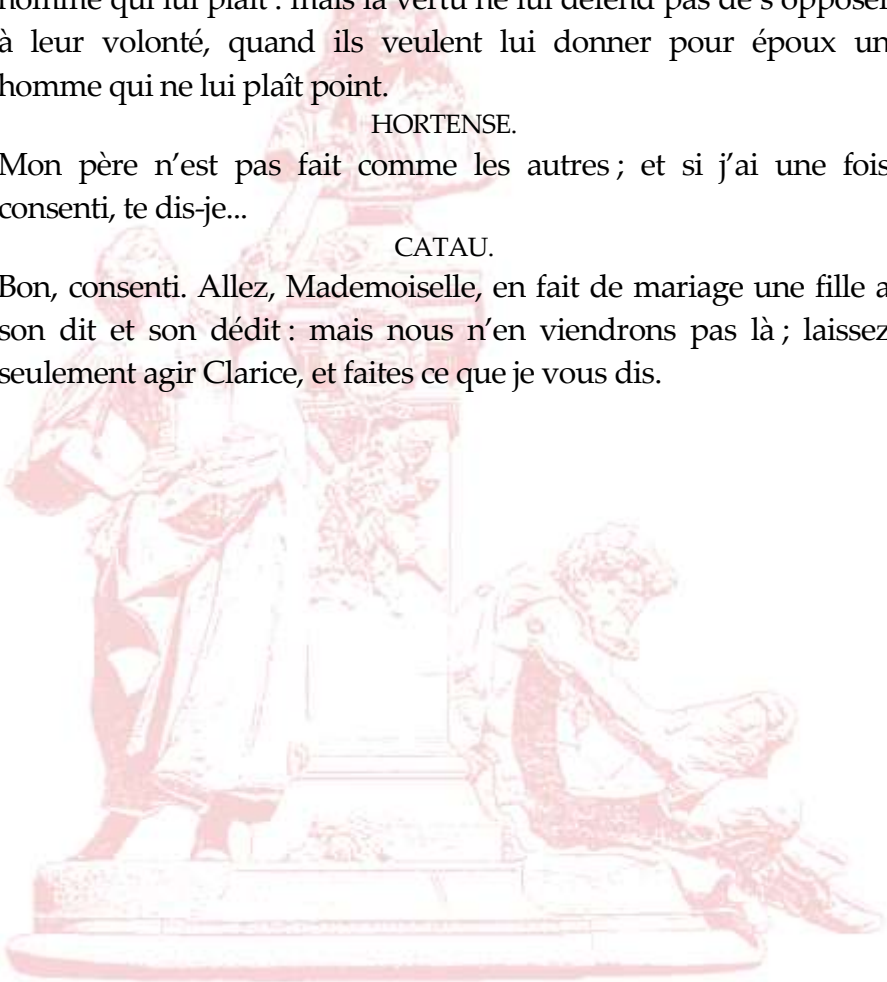 homme qui lui plaît : mais la vertu ne lui défend pas de s'opposer
à leur volonté, quand ils veulent lui donner pour époux un
homme qui ne lui plaît point.
HORTENSE.
Mon père n'est pas fait comme les autres ; et si j'ai une fois
consenti, te dis-je...
CATAU.
Bon, consenti. Allez, Mademoiselle, en fait de mariage une fille a
son dit et son dédit : mais nous n'en viendrons pas là ; laissez
seulement agir Clarice, et faites ce que je vous dis.